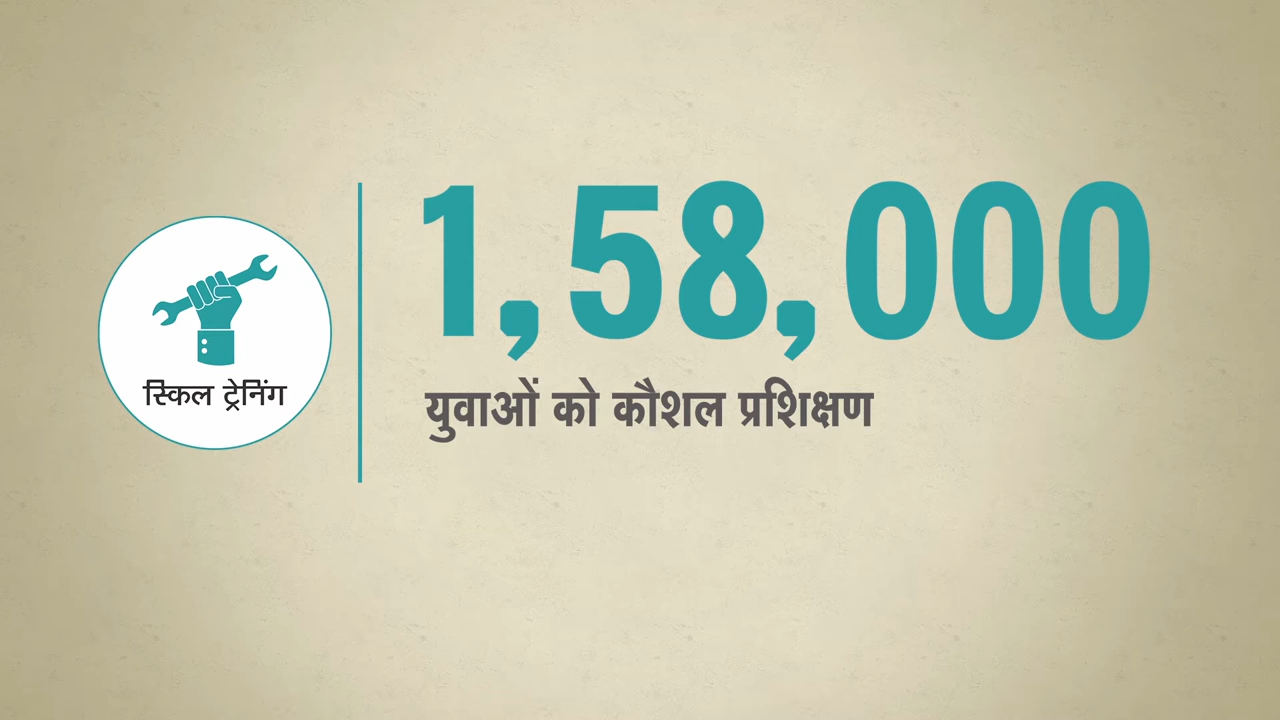 स्किल ट्रेनिंग
1,58,000
युवाओं को कौशल प्रशिक्षण